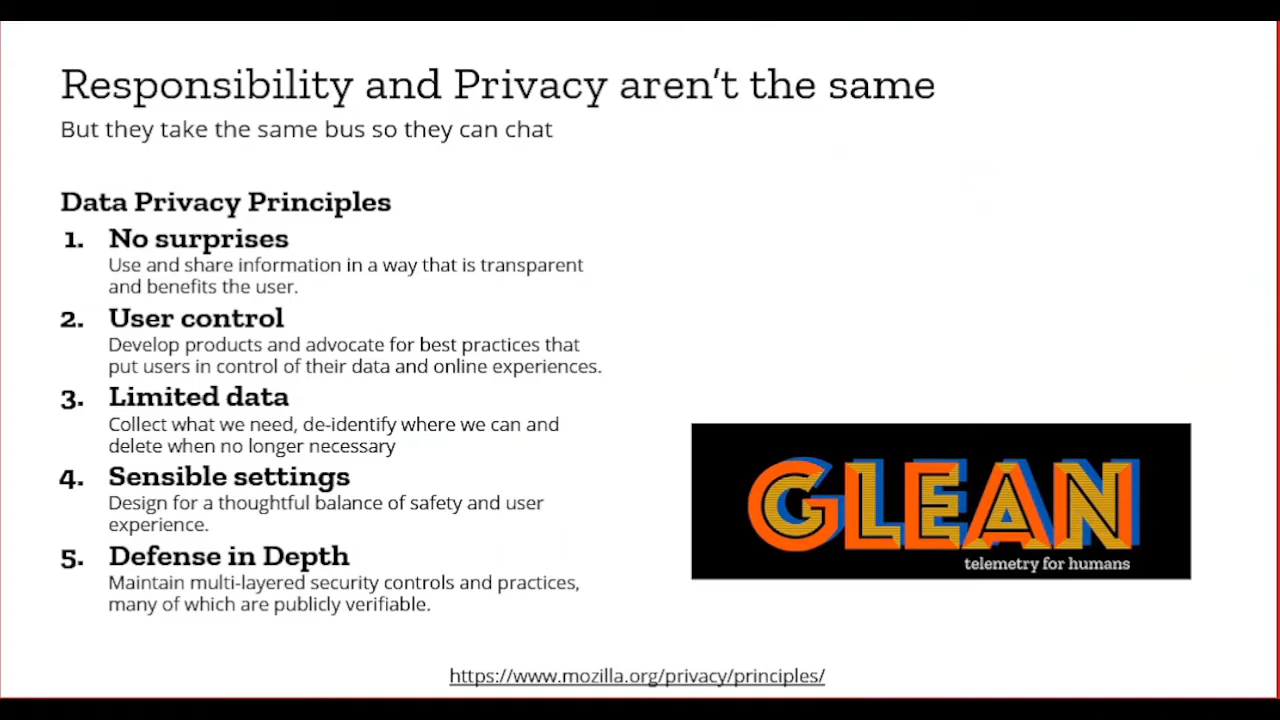 Responsibility and Privacy aren't the same
But they take the same bus so they can chat
Data Privacy Principles
1. No surprises
Use and share information in a way that is transparent
and benefits the user.
2. User control
Develop products and advocate for best practices that
put users in control of their data and online experiences.
3. Limited data
Collect what we need, de-identify where we can and
delete when no longer necessary
4. Sensible settings
Design for a thoughtful balance of safety and user
experience.
5. Defense in Depth
Maintain multi-layered security controls and practices,
many of which are publicly verifiable.
GLEAN
telemetry for humans
https://www.mozilla.org/privacy/principles/